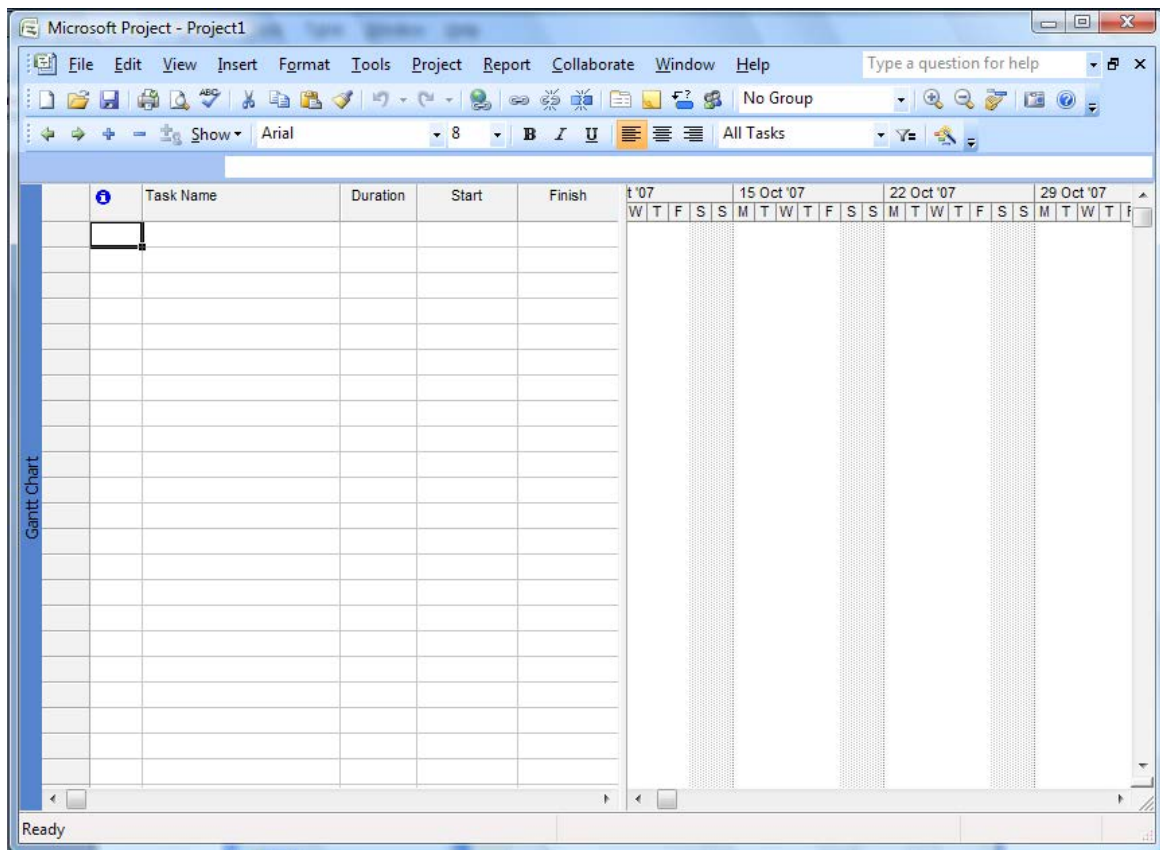 Microsoft Project - Project1
File Edit View Insert Format Tools Project Report Collaborate Window Help Type a question for help
ABC No Group
Show Arial 8 B I U All Tasks
Task Name Duration Start Finish t '07 15 Oct '07 22 Oct '07 29 Oct '07
W T F S S M T W T F S S M T W T F S S M T W T F
Gantt Chart
Ready